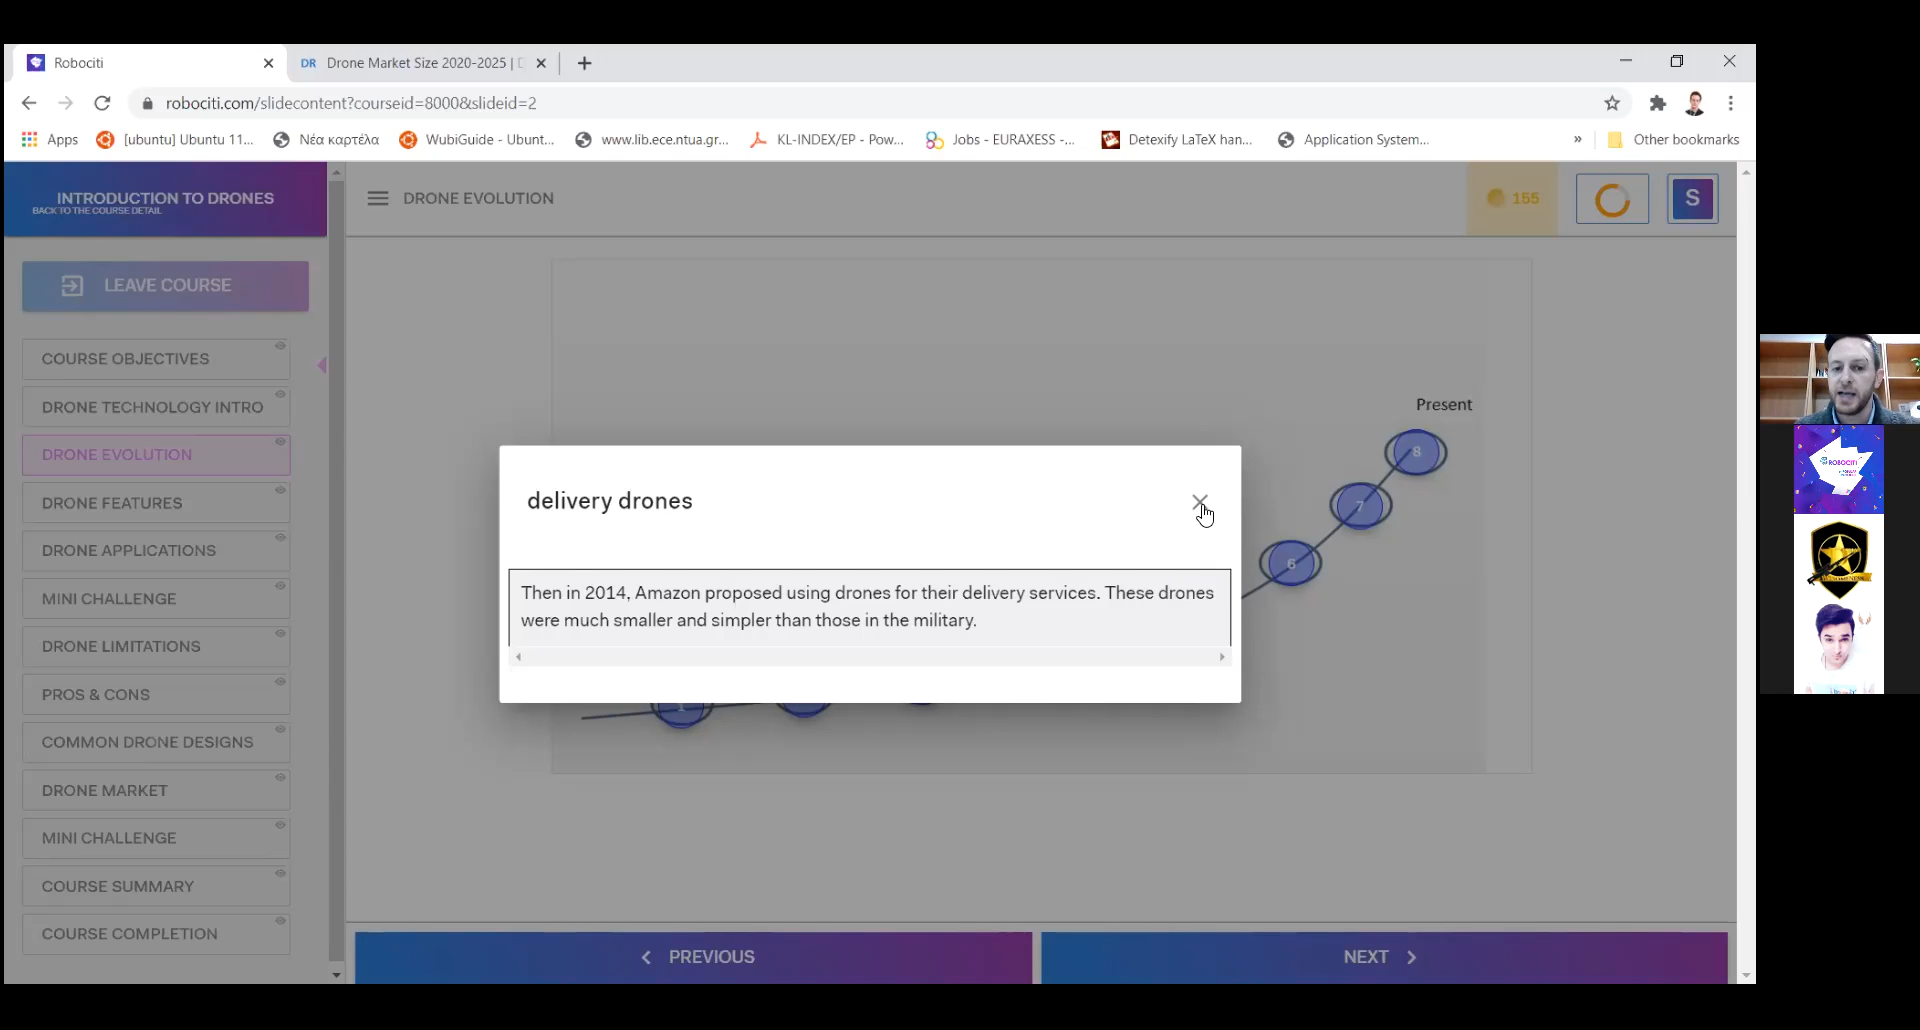 Robociti
DR Drone Market Size 2020-2025 |
robociti.com/slidecontent?courseid=8000&slideid=2
Apps
[ubuntu] Ubuntu 11...
Νέα καρτέλα
WubiGuide - Ubunt...
www.lib.ece.ntua.gr...
KL-INDEX/EP - Pow...
Jobs - EURAXESS -...
Detexify LaTeX han...
Application System...
»
Other bookmarks
INTRODUCTION TO DRONES
BACK TO THE COURSE DETAIL
DRONE EVOLUTION
155
S
LEAVE COURSE
COURSE OBJECTIVES
DRONE TECHNOLOGY INTRO
DRONE EVOLUTION
DRONE FEATURES
DRONE APPLICATIONS
MINI CHALLENGE
DRONE LIMITATIONS
PROS & CONS
COMMON DRONE DESIGNS
DRONE MARKET
MINI CHALLENGE
COURSE SUMMARY
COURSE COMPLETION
Present
8
7
6
1
delivery drones
Then in 2014, Amazon proposed using drones for their delivery services. These drones
were much smaller and simpler than those in the military.
PREVIOUS
NEXT
ROBOCITI